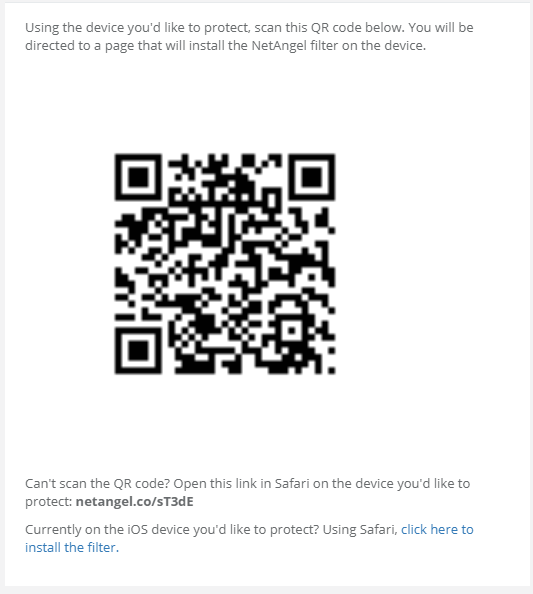 Using the device you'd like to protect, scan this QR code below. You will be
directed to a page that will install the NetAngel filter on the device.
Can't scan the QR code? Open this link in Safari on the device you'd like to
protect: netangel.co/sT3dE
Currently on the iOS device you'd like to protect? Using Safari, click here to
install the filter.